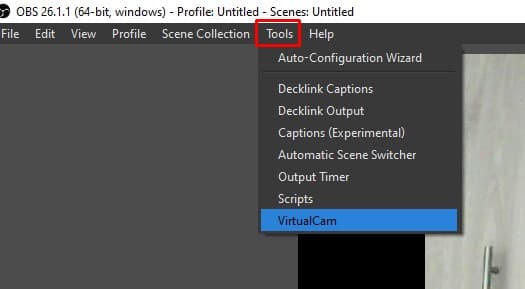 OBS 26.1.1 (64-bit, windows) - Profile: Untitled - Scenes: Untitled
File Edit View Profile Scene Collection Tools Help
Auto-Configuration Wizard
Decklink Captions
Decklink Output
Captions (Experimental)
Automatic Scene Switcher
Output Timer
Scripts
VirtualCam